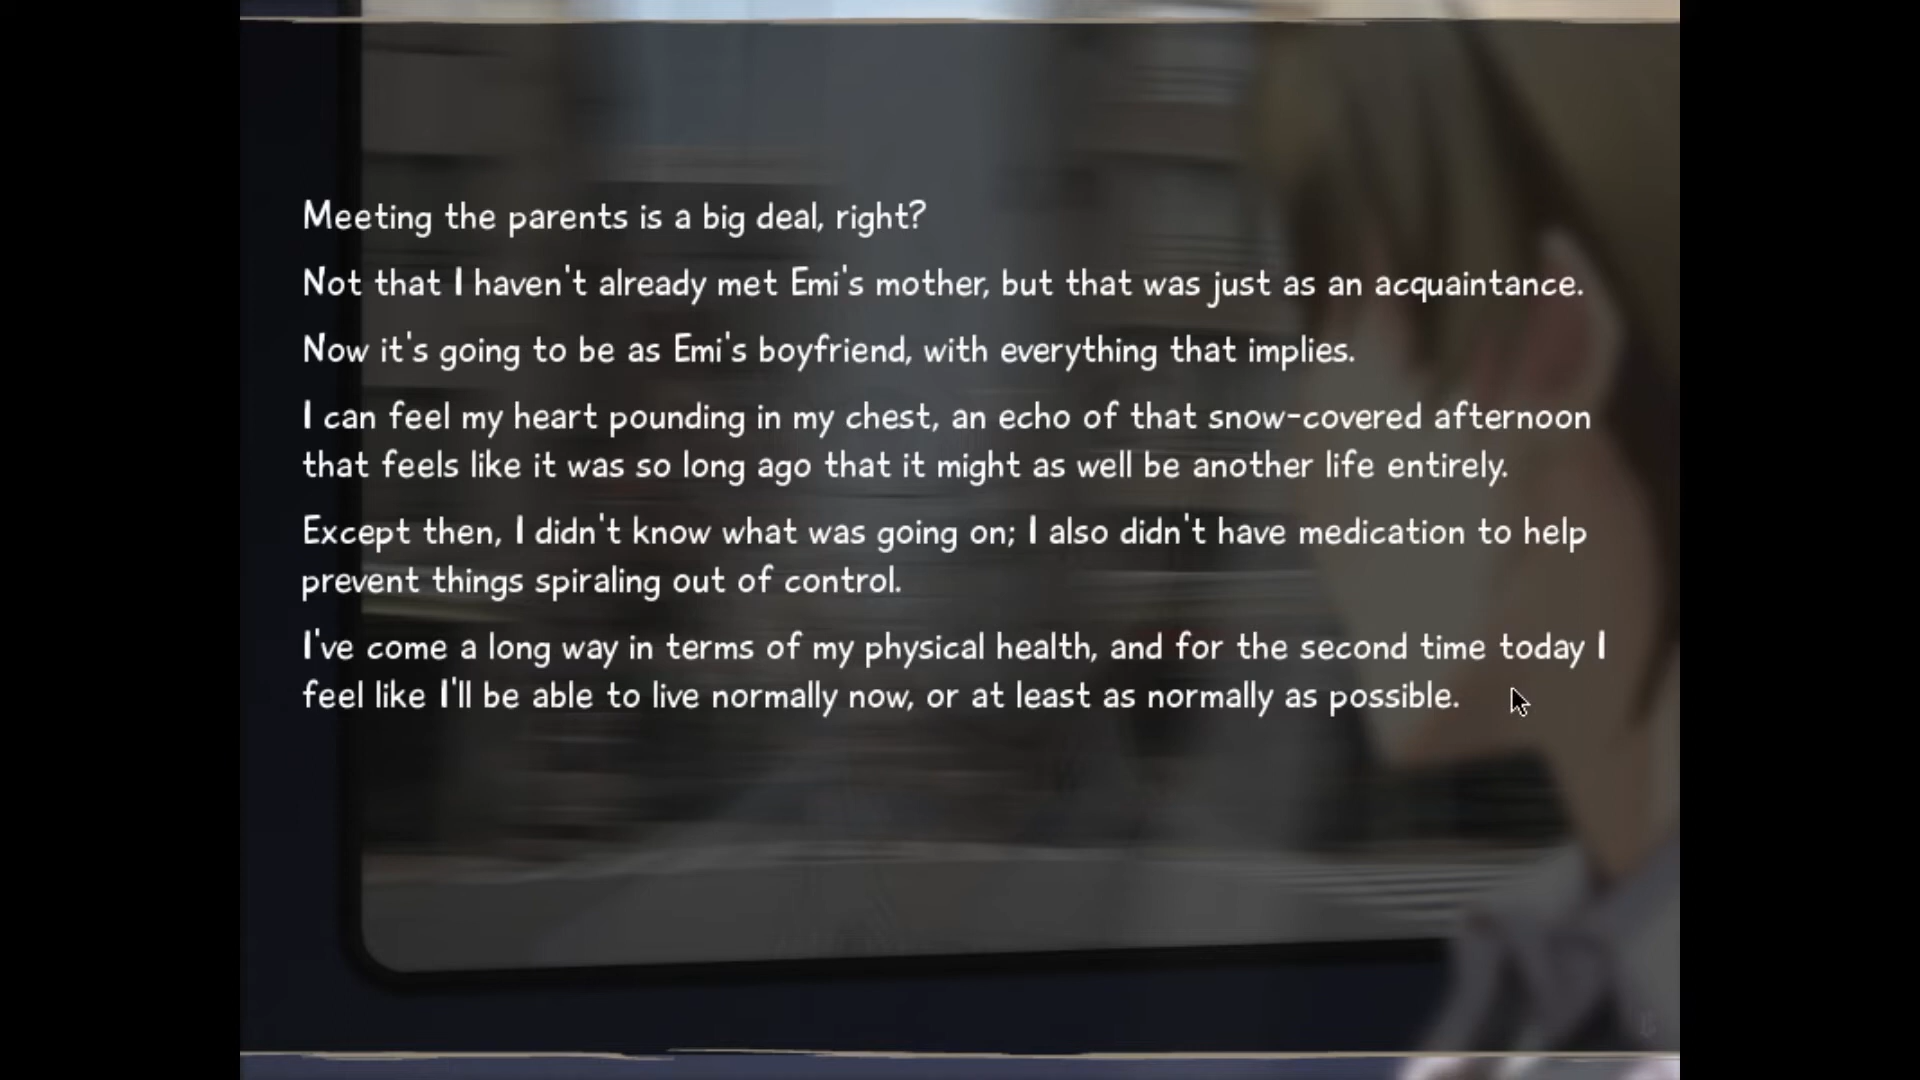 Meeting the parents is a big deal, right?
Not that I haven't already met Emi's mother, but that was just as an acquaintance.
Now it's going to be as Emi's boyfriend, with everything that implies.
I can feel my heart pounding in my chest, an echo of that snow-covered afternoon
that feels like it was so long ago that it might as well be another life entirely.
Except then, I didn't know what was going on; I also didn't have medication to help
prevent things spiraling out of control.
I've come a long way in terms of my physical health, and for the second time today I
feel like I'll be able to live normally now, or at least as normally as possible.